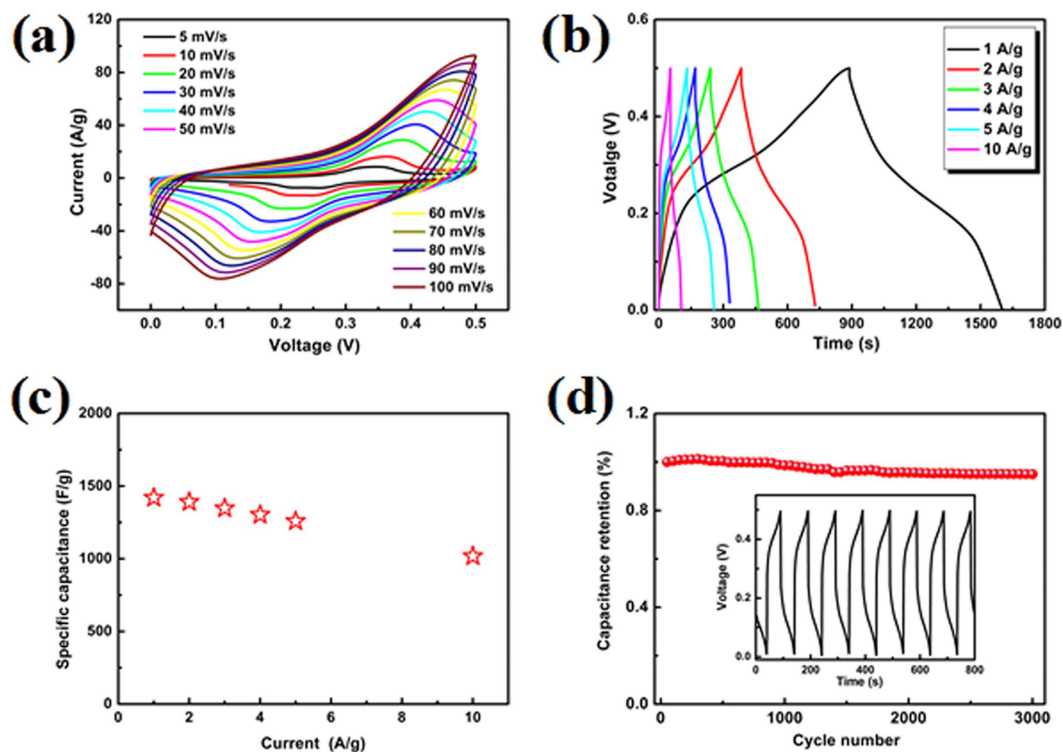 (a)
5 mV/s
10 mV/s
20 mV/s
30 mV/s
40 mV/s
50 mV/s
60 mV/s
70 mV/s
80 mV/s
90 mV/s
100 mV/s
120
80
40
0
-40
-80
Current (A/g)
0.0 0.1 0.2 0.3 0.4 0.5
Voltage (V)
(b)
1 A/g
2 A/g
3 A/g
4 A/g
5 A/g
10 A/g
0.6
0.4
0.2
0.0
Votalge (V)
0 300 600 900 1200 1500 1800
Time (s)
(c)
2000
1500
1000
500
0
Specific capacitance (F/g)
0 2 4 6 8 10
Current (A/g)
(d)
1.2
0.8
0.4
0.0
Capacitance retention (%)
0.4
0.2
0.0
Voltage (V)
0 200 400 600 800
Time (s)
0 1000 2000 3000
Cycle number